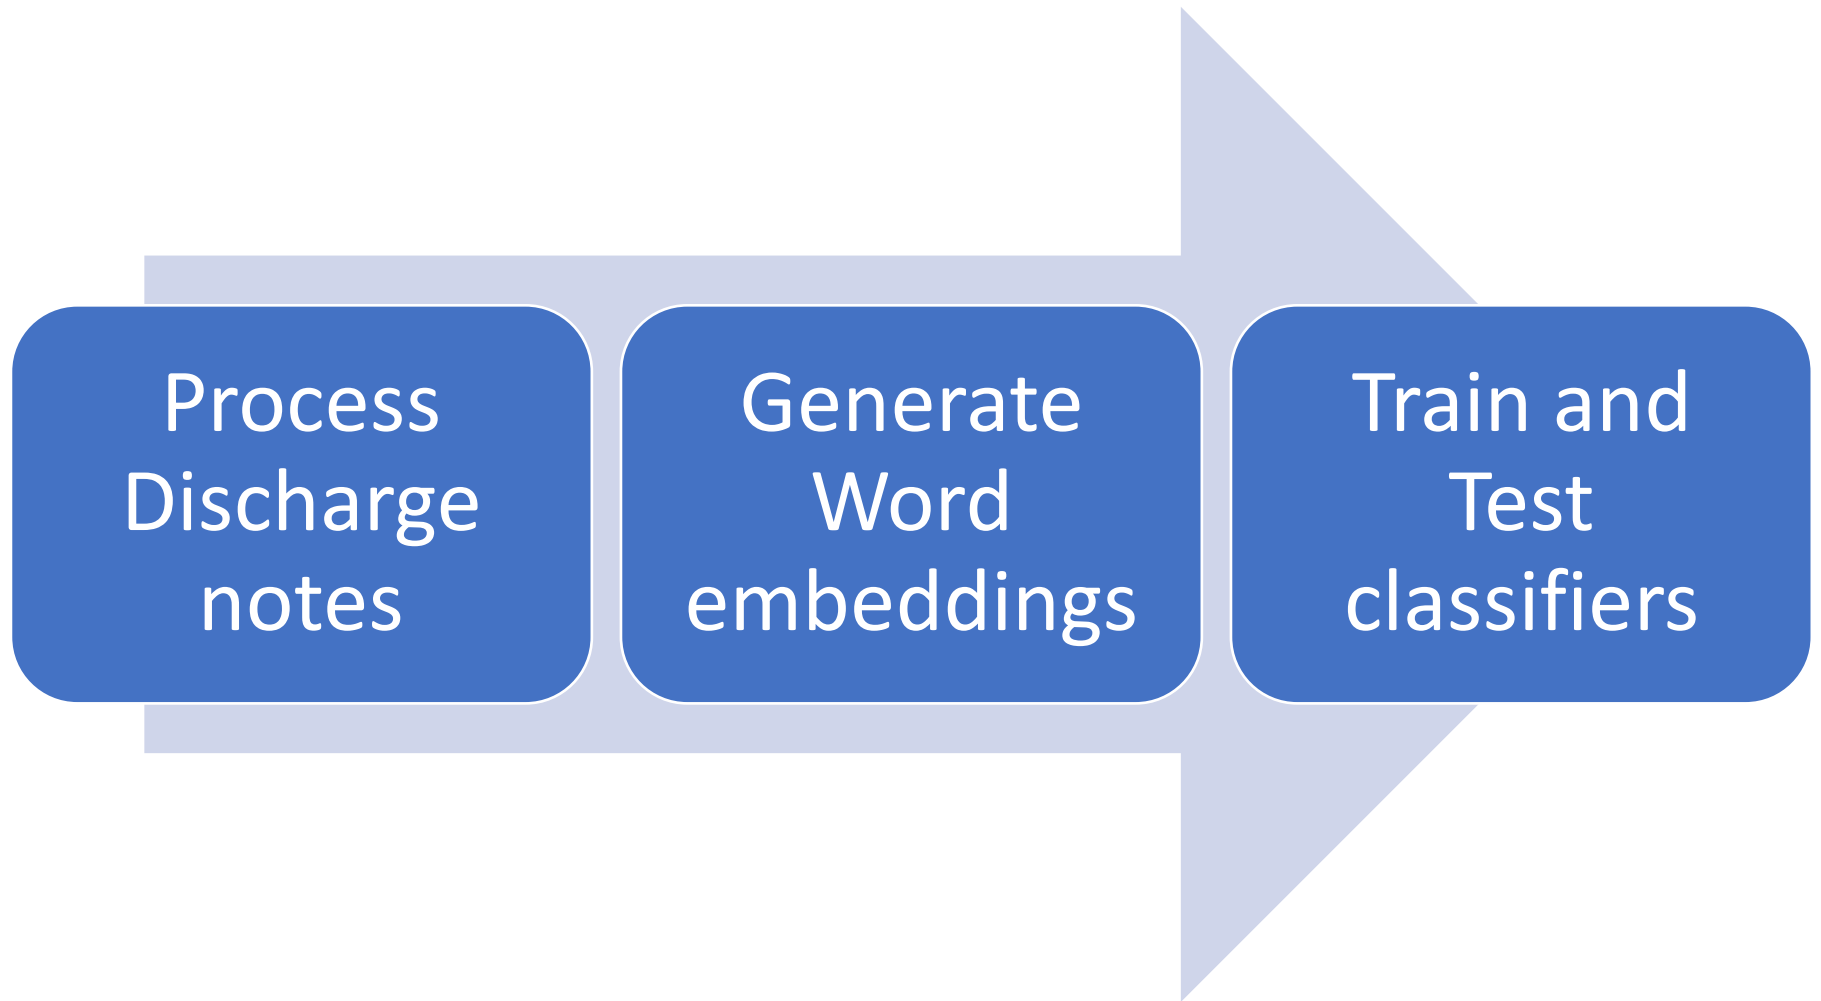 Process
Discharge
notes
Generate
Word
embeddings
Train and
Test
classifiers